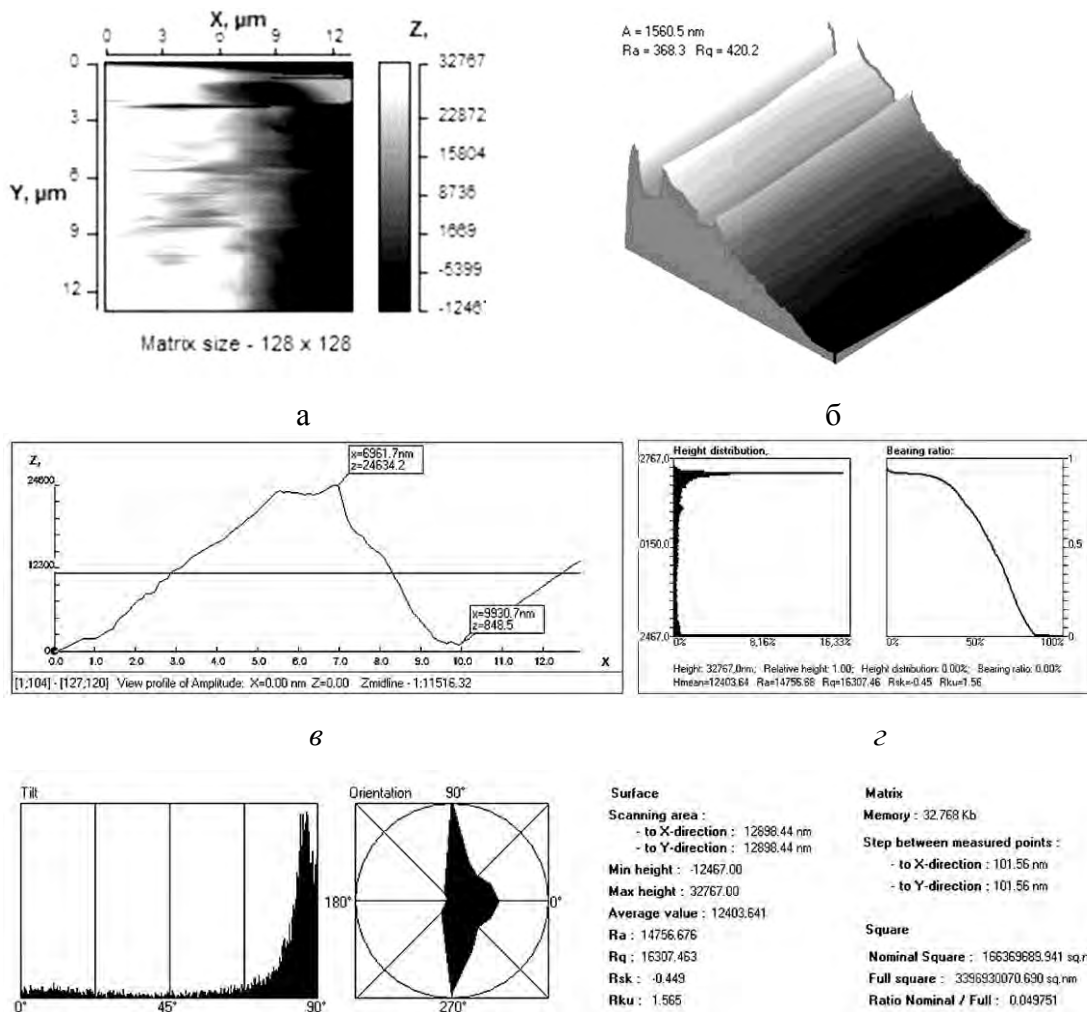 X, µm
Z,
0 3 6 9 12
0
3
6
9
12
Y, µm
32767
22872
15804
8736
1669
-5399
-1246
Matrix size - 128 x 128
A = 1560.5 nm
Ra = 368.3 Rq = 420.2
а
б
Z,
24600
12300
x=6961.7nm
z=24634.2
x=9930.7nm
z=848.5
0.0 1.0 2.0 3.0 4.0 5.0 6.0 7.0 8.0 9.0 10.0 11.0 12.0 X
[1;104] - [127;120] View profile of Amplitude: X=0.00 nm Z=0.00 Zmidline - 1:11516.32
Height distribution,
Bearing ratio:
2767,0
0150,0
2467.0
0% 8,16% 16,33%
1
0,5
0
0% 50% 100%
Height: 32767,0nm; Relative height: 1.00; Height distribution: 0.00%; Bearing ratio: 0.00%
Hmean=12403.64 Ra=14756.68 Rq=16307.46 Rsk=-0.45 Rku=1.56
в
г
Tilt
0° 45° 90°
Orientation
90°
180°
0°
270°
Surface
Scanning area :
- to X-direction : 12898.44 nm
- to Y-direction : 12898.44 nm
Min height : -12467.00
Max height : 32767.00
Average value : 12403.641
Ra : 14756.676
Rq : 16307.463
Rsk : -0.449
Rku : 1.565
Matrix
Memory : 32.768 Kb
Step between measured points :
- to X-direction : 101.56 nm
- to Y-direction : 101.56 nm
Square
Nominal Square : 166369689.941 sq.n
Full square : 3396930070.690 sq.nm
Ratio Nominal / Full : 0.049751